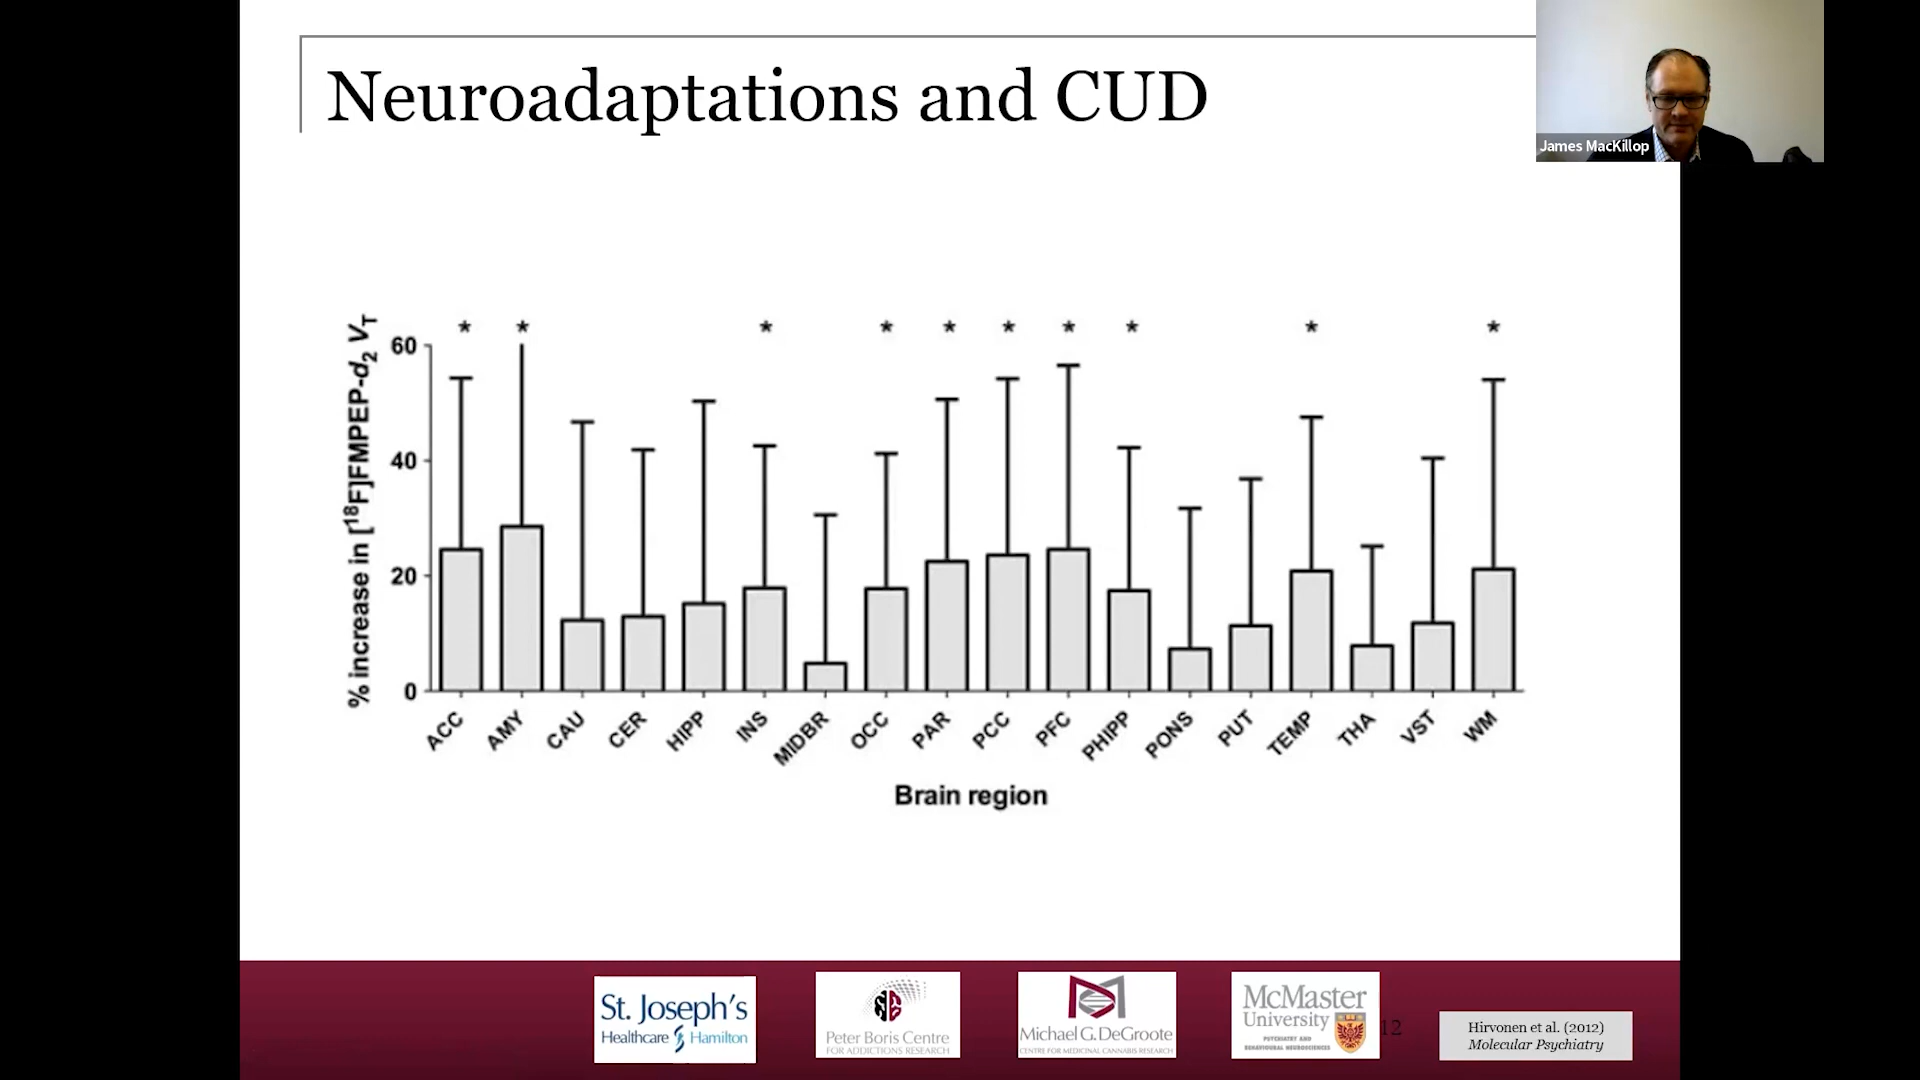 Neuroadaptations and CUD
James MacKillop
% increase in [18F]FMPEP-d2 VT
* * * * * * * * * *
60
40
20
0
ACC AMY CAU CER HIPP INS MIDBR OCC PAR PCC PFC PHIPP PONS PUT TEMP THA VST WM
Brain region
St. Joseph's
Healthcare Hamilton
Peter Boris Centre
FOR ADDICTIONS RESEARCH
Michael G. DeGroote
CENTRE FOR MEDICINAL CANNABIS RESEARCH
McMaster
University
PSYCHIATRY AND
BEHAVIOURAL NEUROSCIENCES
12
Hirvonen et al. (2012)
Molecular Psychiatry